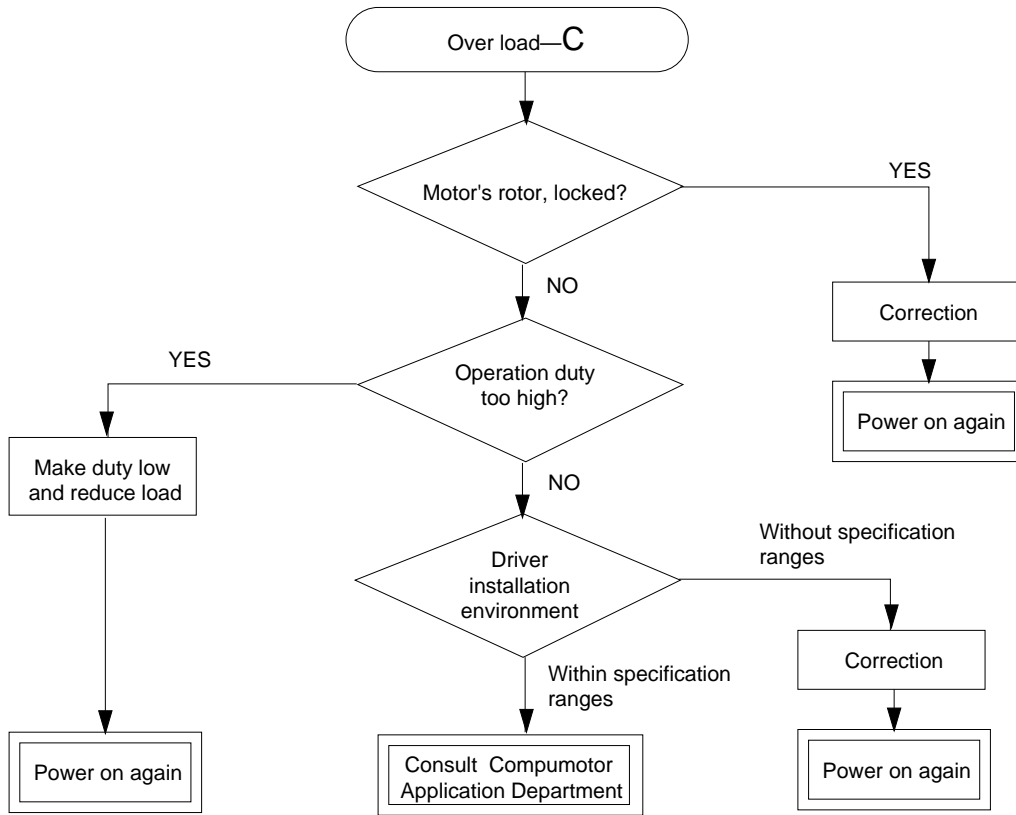 Over load—C
Motor's rotor, locked?
YES
NO
Correction
Power on again
Operation duty
too high?
YES
Make duty low
and reduce load
NO
Driver
installation
environment
Without specification
ranges
Correction
Within specification
ranges
Power on again
Consult Compumotor
Application Department
Power on again